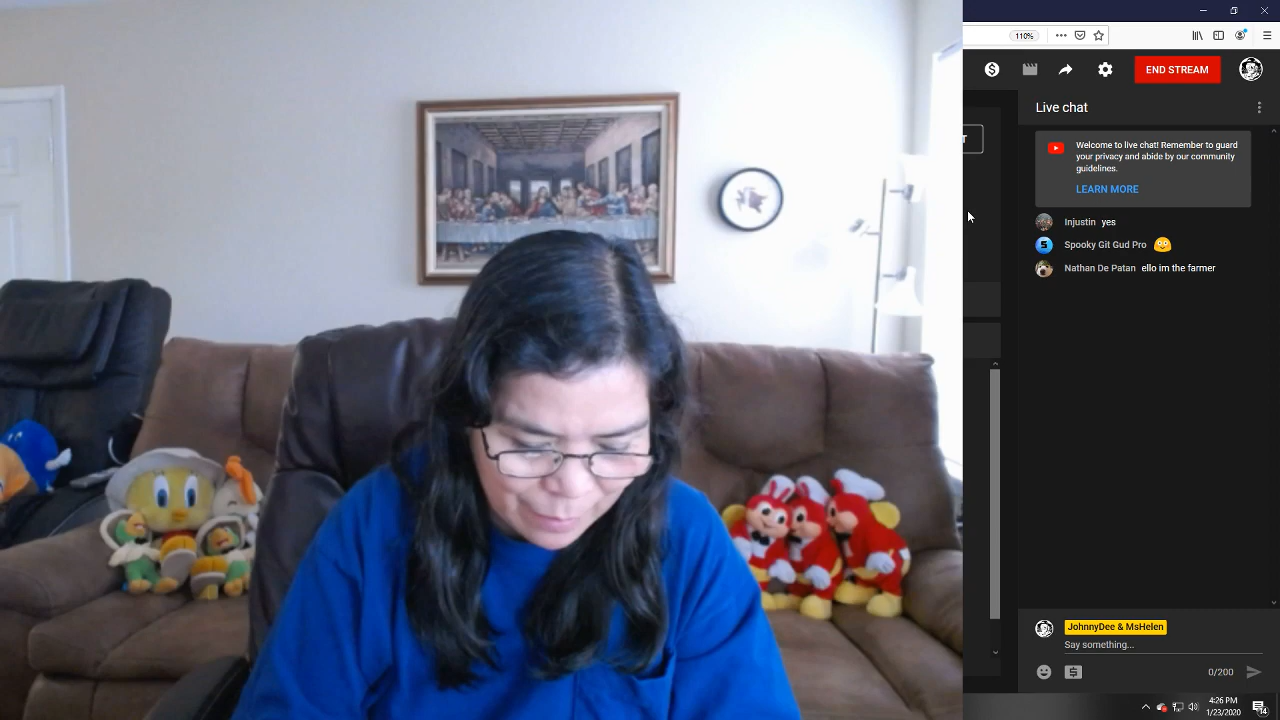 110%
END STREAM
Live chat
Welcome to live chat! Remember to guard
your privacy and abide by our community
guidelines.
LEARN MORE
Injustin yes
Spooky Git Gud Pro
Nathan De Patan ello im the farmer
JohnnyDee & MsHelen
Say something...
0/200
4:26 PM
1/23/2020